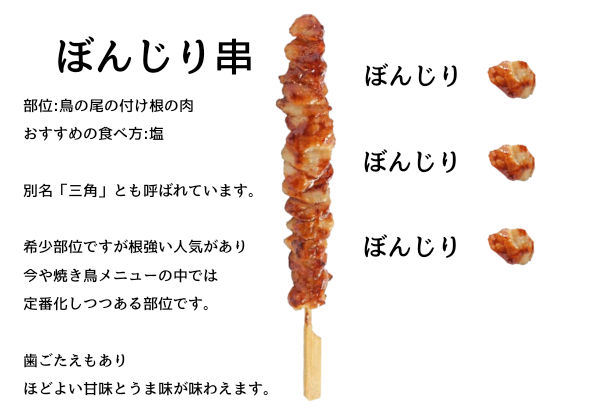 ぼんじり串
部位:鳥の尾の付け根の肉
おすすめの食べ方:塩
別名「三角」とも呼ばれています。
希少部位ですが根強い人気があり
今や焼き鳥メニューの中では
定番化しつつある部位です。
歯ごたえもあり
ほどよい甘味とうま味が味わえます。
ぼんじり
ぼんじり
ぼんじり